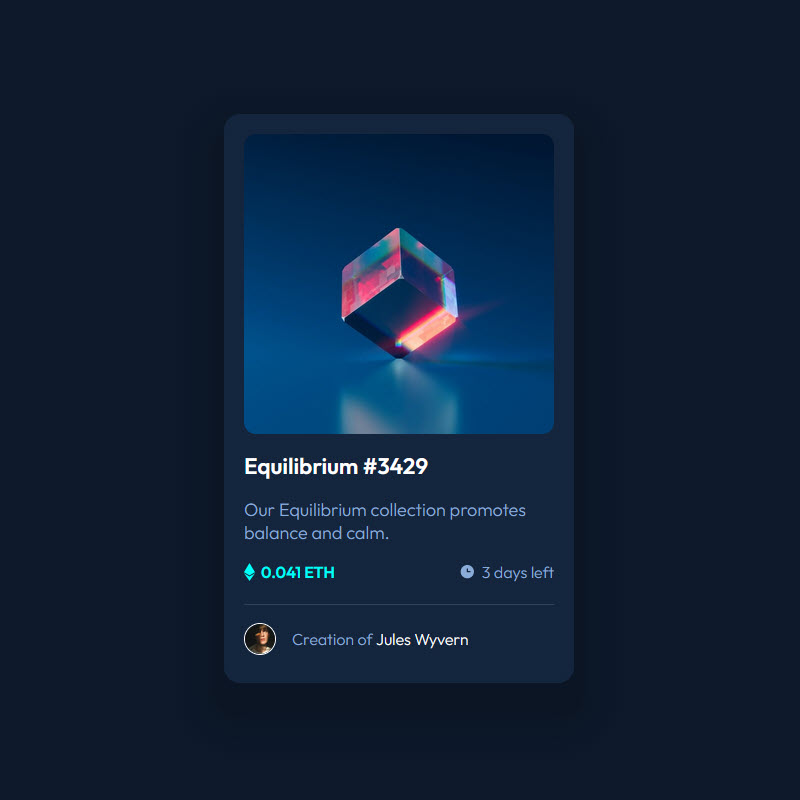 Equilibrium #3429
Our Equilibrium collection promotes
balance and calm.
0.041 ETH
3 days left
Creation of Jules Wyvern